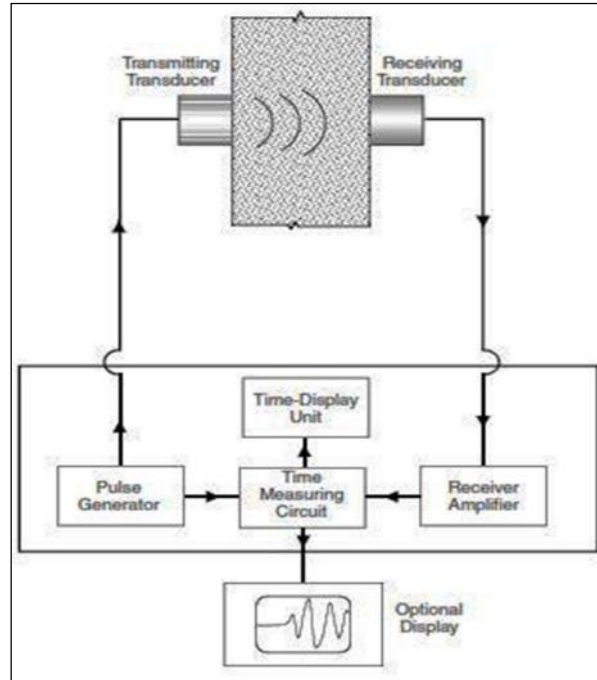 Transmitting
Transducer
Receiving
Transducer
Time-Display
Unit
Pulse
Generator
Time
Measuring
Circuit
Receiver
Amplifier
Optional
Display